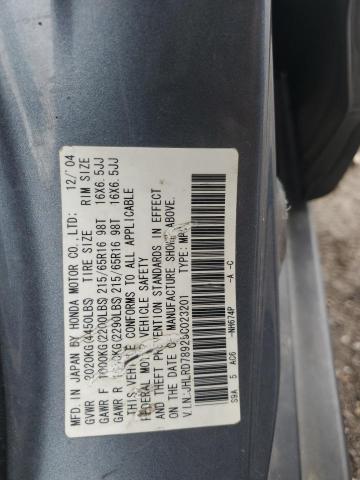 MFD. IN JAPAN BY HONDA MOTOR CO., LTD: 12/04
GVWR 2020KG(4450LBS) TIRE SIZE RIM SIZE
GAWR F 1000KG(2200LBS) 215/65R16 98T 16X6.5JJ
GAWR R KG(2290LBS) 215/65R16 98T 16X6.5JJ
THIS VEHICLE CONFORMS TO ALL APPLICABLE
FEDERAL MOTOR VEHICLE SAFETY
AND THEFT PREVENTION STANDARDS IN EFFECT
ON THE DATE OF MANUFACTURE SHOWN ABOVE.
V.I.N: TYPE:
S9A 5 AC6 -NH674P -A -C